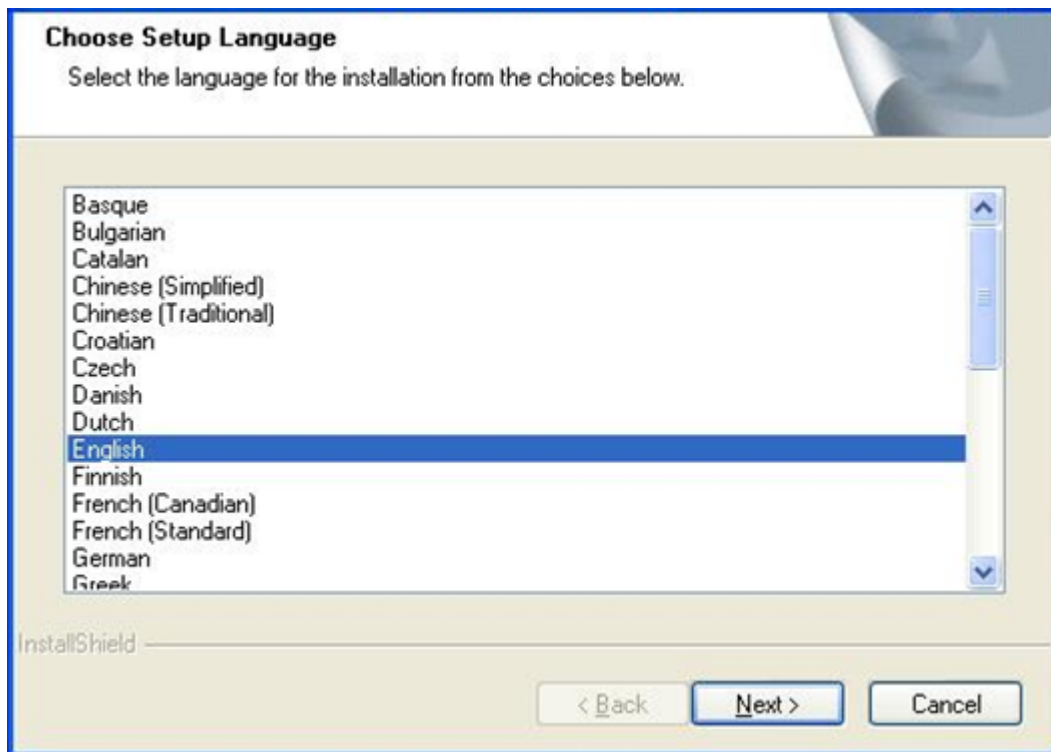 Choose Setup Language
Select the language for the installation from the choices below.
Basque
Bulgarian
Catalan
Chinese (Simplified)
Chinese (Traditional)
Croatian
Czech
Danish
Dutch
English
Finnish
French (Canadian)
French (Standard)
German
Greek
InstallShield
< Back Next > Cancel